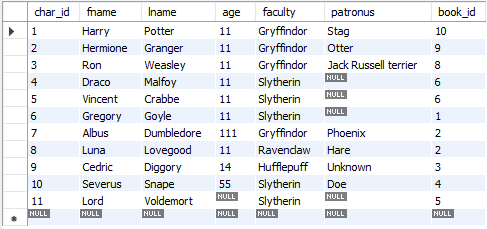 char_id fname lname age faculty patronus book_id
1 Harry Potter 11 Gryffindor Stag 10
2 Hermione Granger 11 Gryffindor Otter 9
3 Ron Weasley 11 Gryffindor Jack Russell terrier 8
4 Draco Malfoy 11 Slytherin NULL 6
5 Vincent Crabbe 11 Slytherin NULL 6
6 Gregory Goyle 11 Slytherin NULL 1
7 Albus Dumbledore 111 Gryffindor Phoenix 2
8 Luna Lovegood 11 Ravenclaw Hare 2
9 Cedric Diggory 14 Hufflepuff Unknown 3
10 Severus Snape 55 Slytherin Doe 4
11 Lord Voldemort NULL Slytherin 5
NULL NULL NULL NULL NULL NULL NULL